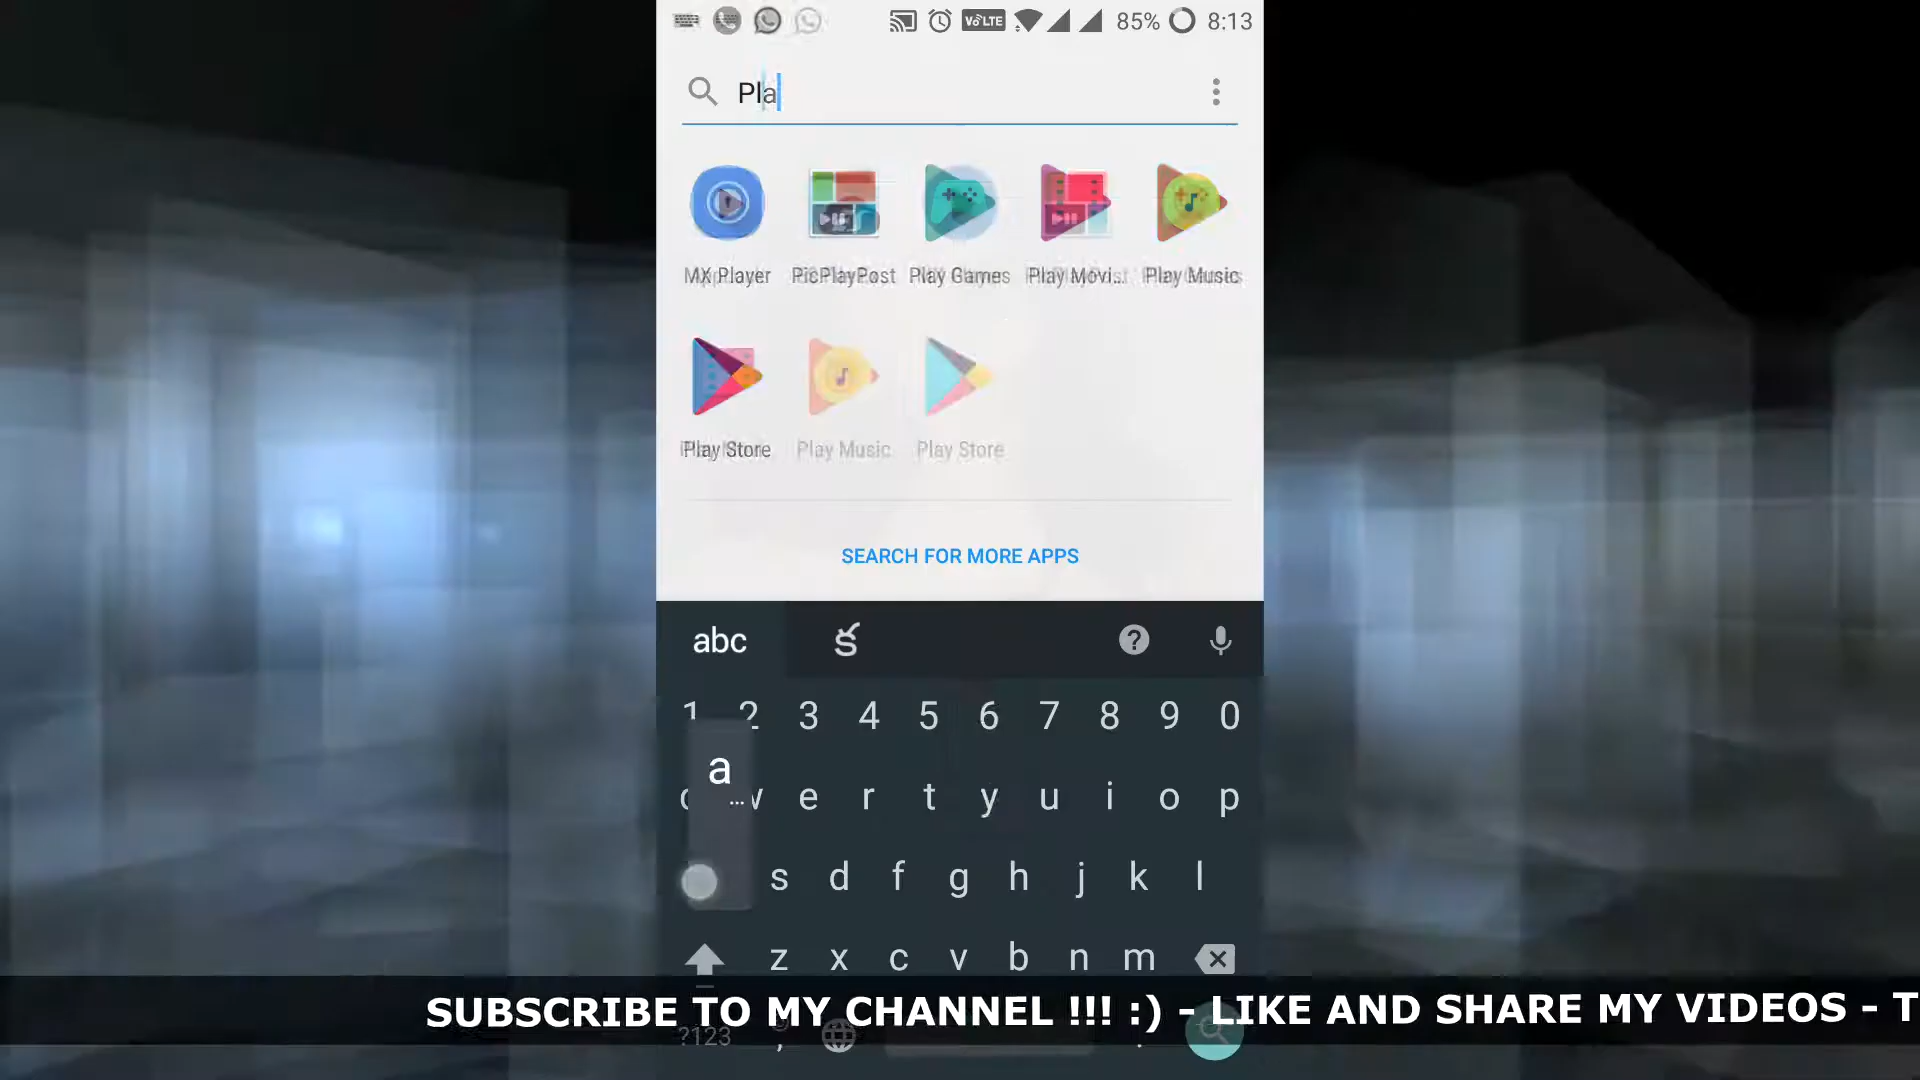 VoLTE 85% 8:13
Pla
MX Player PicPlayPost Play Games Play Movi... Play Music
Play Store Play Music Play Store
SEARCH FOR MORE APPS
abc క
1 2 3 4 5 6 7 8 9 0
a
w e r t y u i o p
s d f g h j k l
z x c v b n m
SUBSCRIBE TO MY CHANNEL !!! :) - LIKE AND SHARE MY VIDEOS - T
?123 ,